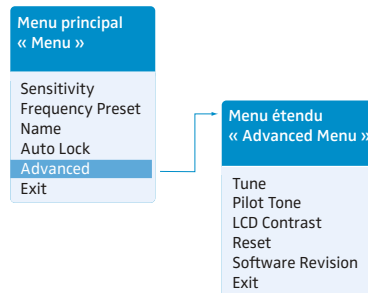 Menu principal
« Menu »
Sensitivity
Frequency Preset
Name
Auto Lock
Advanced
Exit
Menu étendu
« Advanced Menu »
Tune
Pilot Tone
LCD Contrast
Reset
Software Revision
Exit